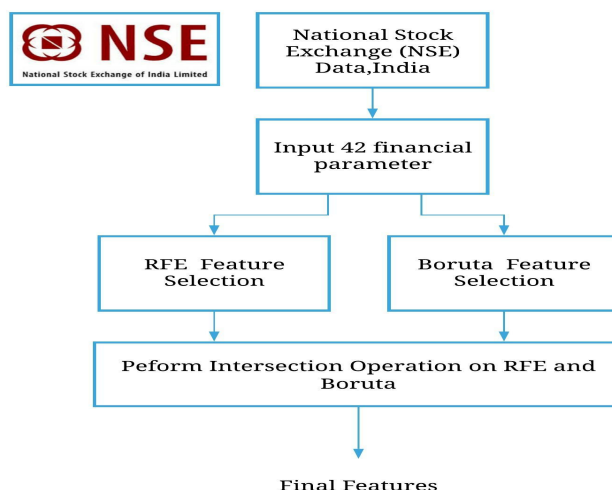 NSE
National Stock Exchange of India Limited
National Stock
Exchange (NSE)
Data,India
Input 42 financial
parameter
RFE Feature
Selection
Boruta Feature
Selection
Peform Intersection Operation on RFE and
Boruta
Final Features